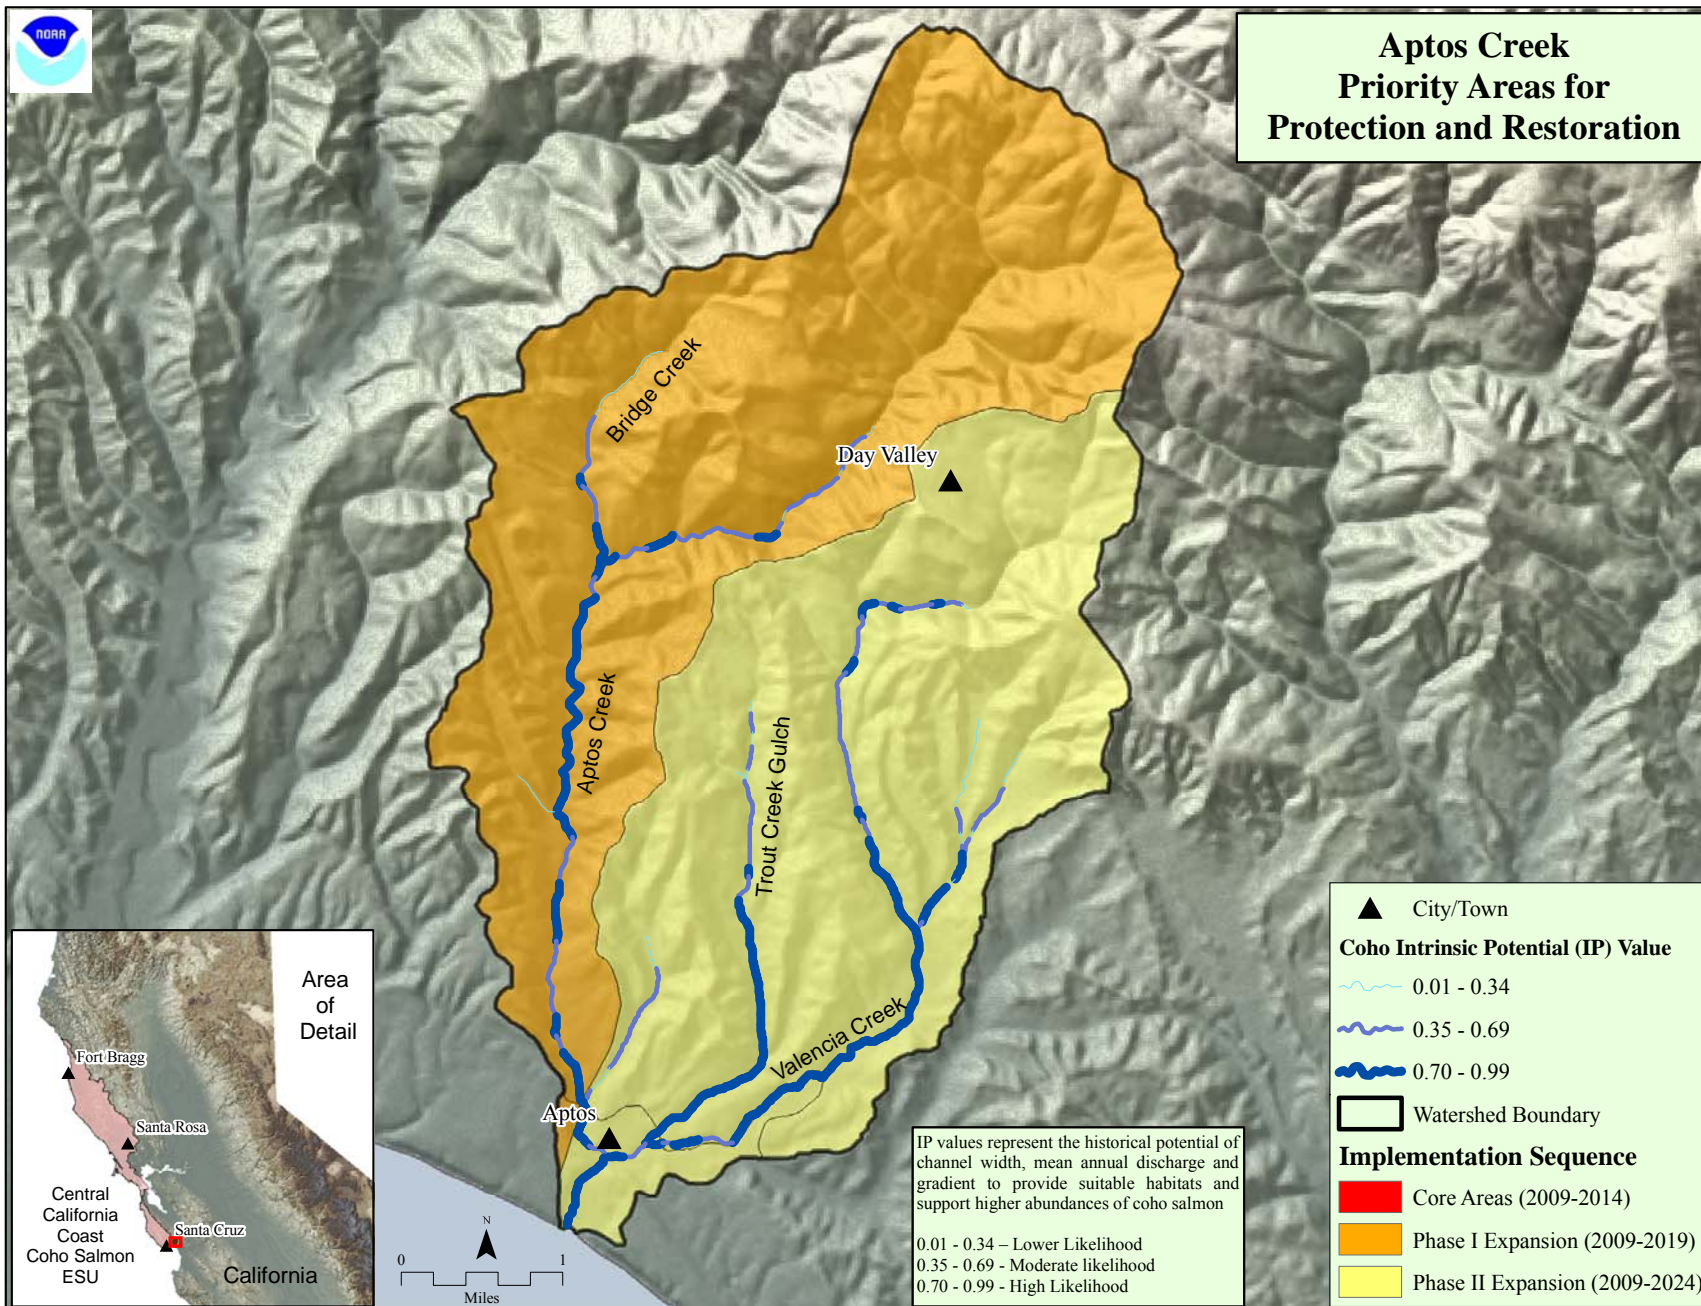 NOAA
Aptos Creek
Priority Areas for
Protection and Restoration
Bridge Creek
Day Valley
Aptos Creek
Trout Creek Gulch
Valencia Creek
Aptos
Area
of
Detail
Fort Bragg
Santa Rosa
Central
California
Coast
Coho Salmon
ESU
Santa Cruz
California
N
0 1
Miles
IP values represent the historical potential of
channel width, mean annual discharge and
gradient to provide suitable habitats and
support higher abundances of coho salmon
0.01 - 0.34 – Lower Likelihood
0.35 - 0.69 - Moderate likelihood
0.70 - 0.99 - High Likelihood
City/Town
Coho Intrinsic Potential (IP) Value
0.01 - 0.34
0.35 - 0.69
0.70 - 0.99
Watershed Boundary
Implementation Sequence
Core Areas (2009-2014)
Phase I Expansion (2009-2019)
Phase II Expansion (2009-2024)